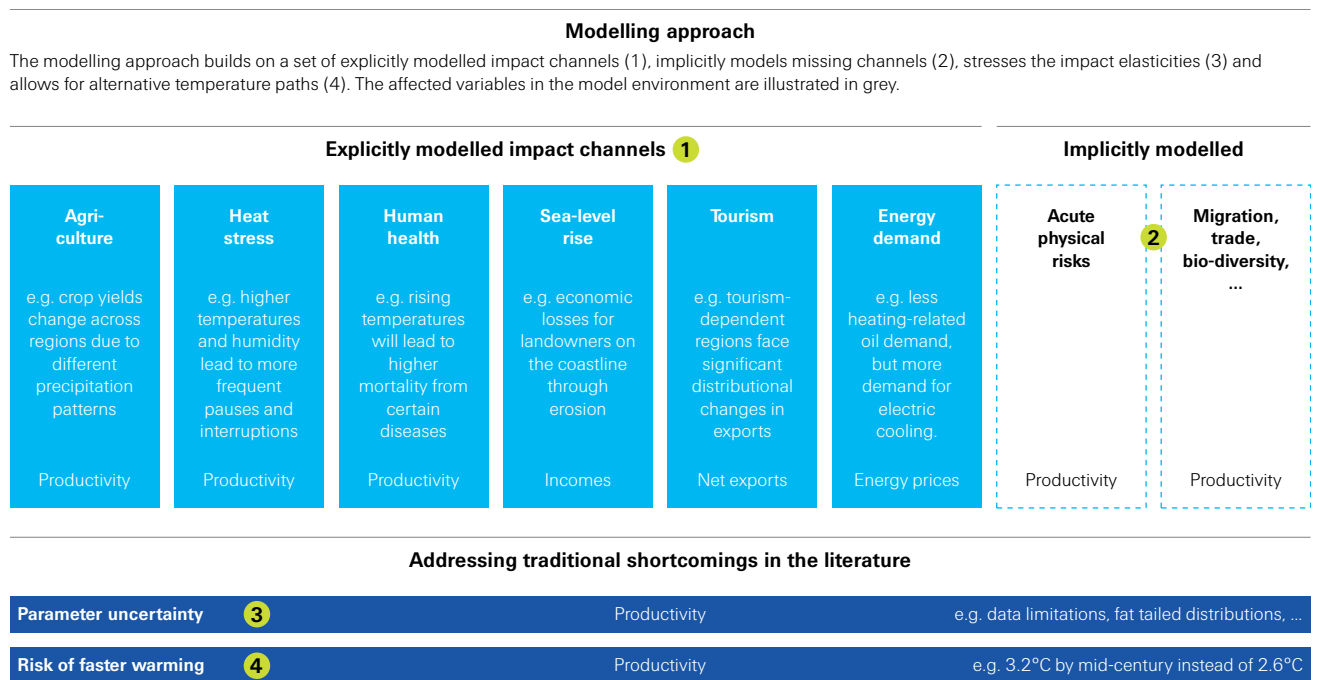 Modelling approach
The modelling approach builds on a set of explicitly modelled impact channels (1), implicitly models missing channels (2), stresses the impact elasticities (3) and
allows for alternative temperature paths (4). The affected variables in the model environment are illustrated in grey.
Explicitly modelled impact channels 1
Implicitly modelled
Agri-
culture
e.g. crop yields
change across
regions due to
different
precipitation
patterns
Productivity
Heat
stress
e.g. higher
temperatures
and humidity
lead to more
frequent
pauses and
interruptions
Productivity
Human
health
e.g. rising
temperatures
will lead to
higher
mortality from
certain
diseases
Productivity
Sea-level
rise
e.g. economic
losses for
landowners on
the coastline
through
erosion
Incomes
Tourism
e.g. tourism-
dependent
regions face
significant
distributional
changes in
exports
Net exports
Energy
demand
e.g. less
heating-related
oil demand,
but more
demand for
electric
cooling.
Energy prices
Acute
physical
risks
Productivity
2
Migration,
trade,
bio-diversity,
...
Productivity
Addressing traditional shortcomings in the literature
Parameter uncertainty 3 Productivity e.g. data limitations, fat tailed distributions, ...
Risk of faster warming 4 Productivity e.g. 3.2°C by mid-century instead of 2.6°C